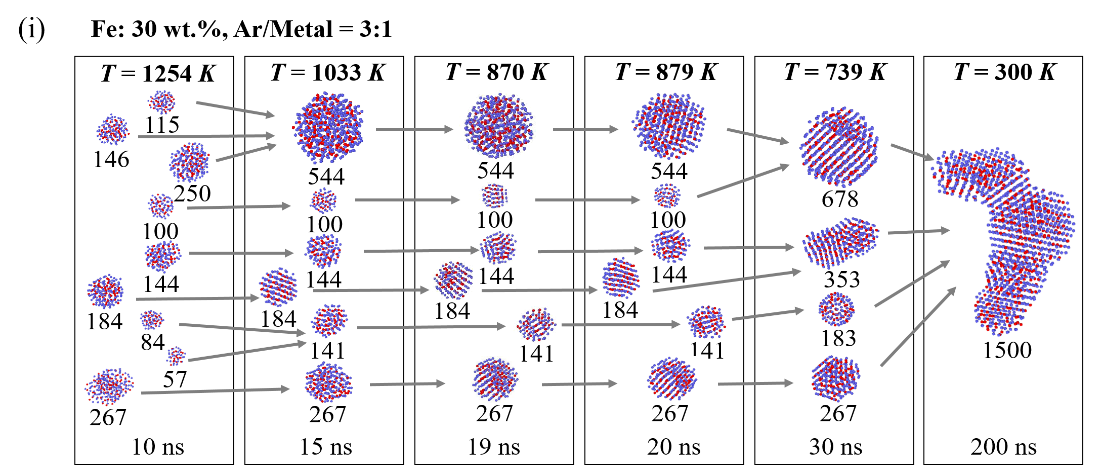 (i) Fe: 30 wt.%, Ar/Metal = 3:1
T = 1254 K
115
146
250
100
144
184
84
57
267
10 ns
T = 1033 K
544
100
144
184
141
267
15 ns
T = 870 K
544
100
144
184
141
267
19 ns
T = 879 K
544
100
144
184
141
267
20 ns
T = 739 K
678
353
183
267
30 ns
T = 300 K
1500
200 ns